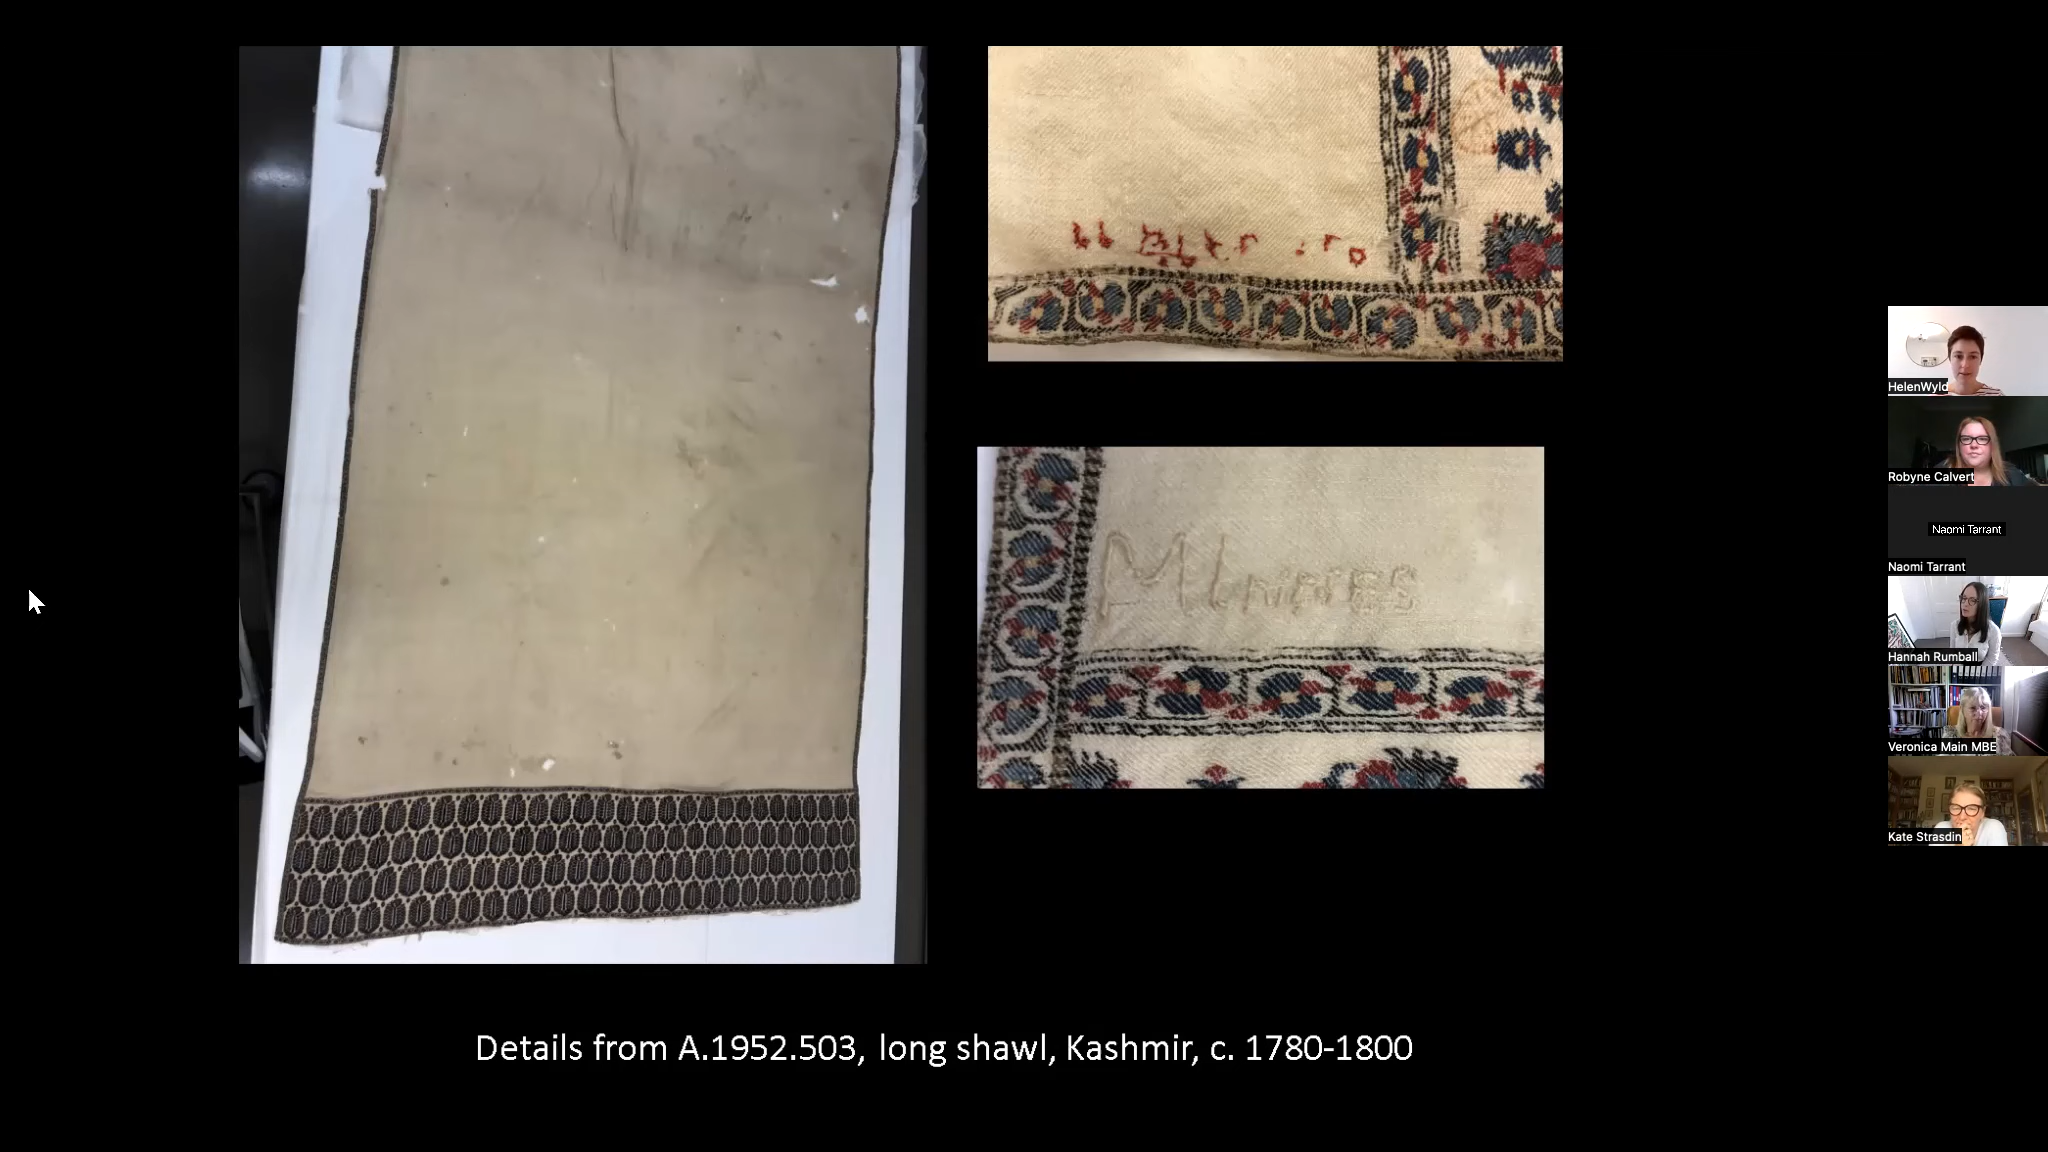 HelenWyld
Robyne Calvert
Naomi Tarrant
Naomi Tarrant
Hannah Rumball
Veronica Main MBE
Kate Strasdin
Details from A.1952.503, long shawl, Kashmir, c. 1780-1800